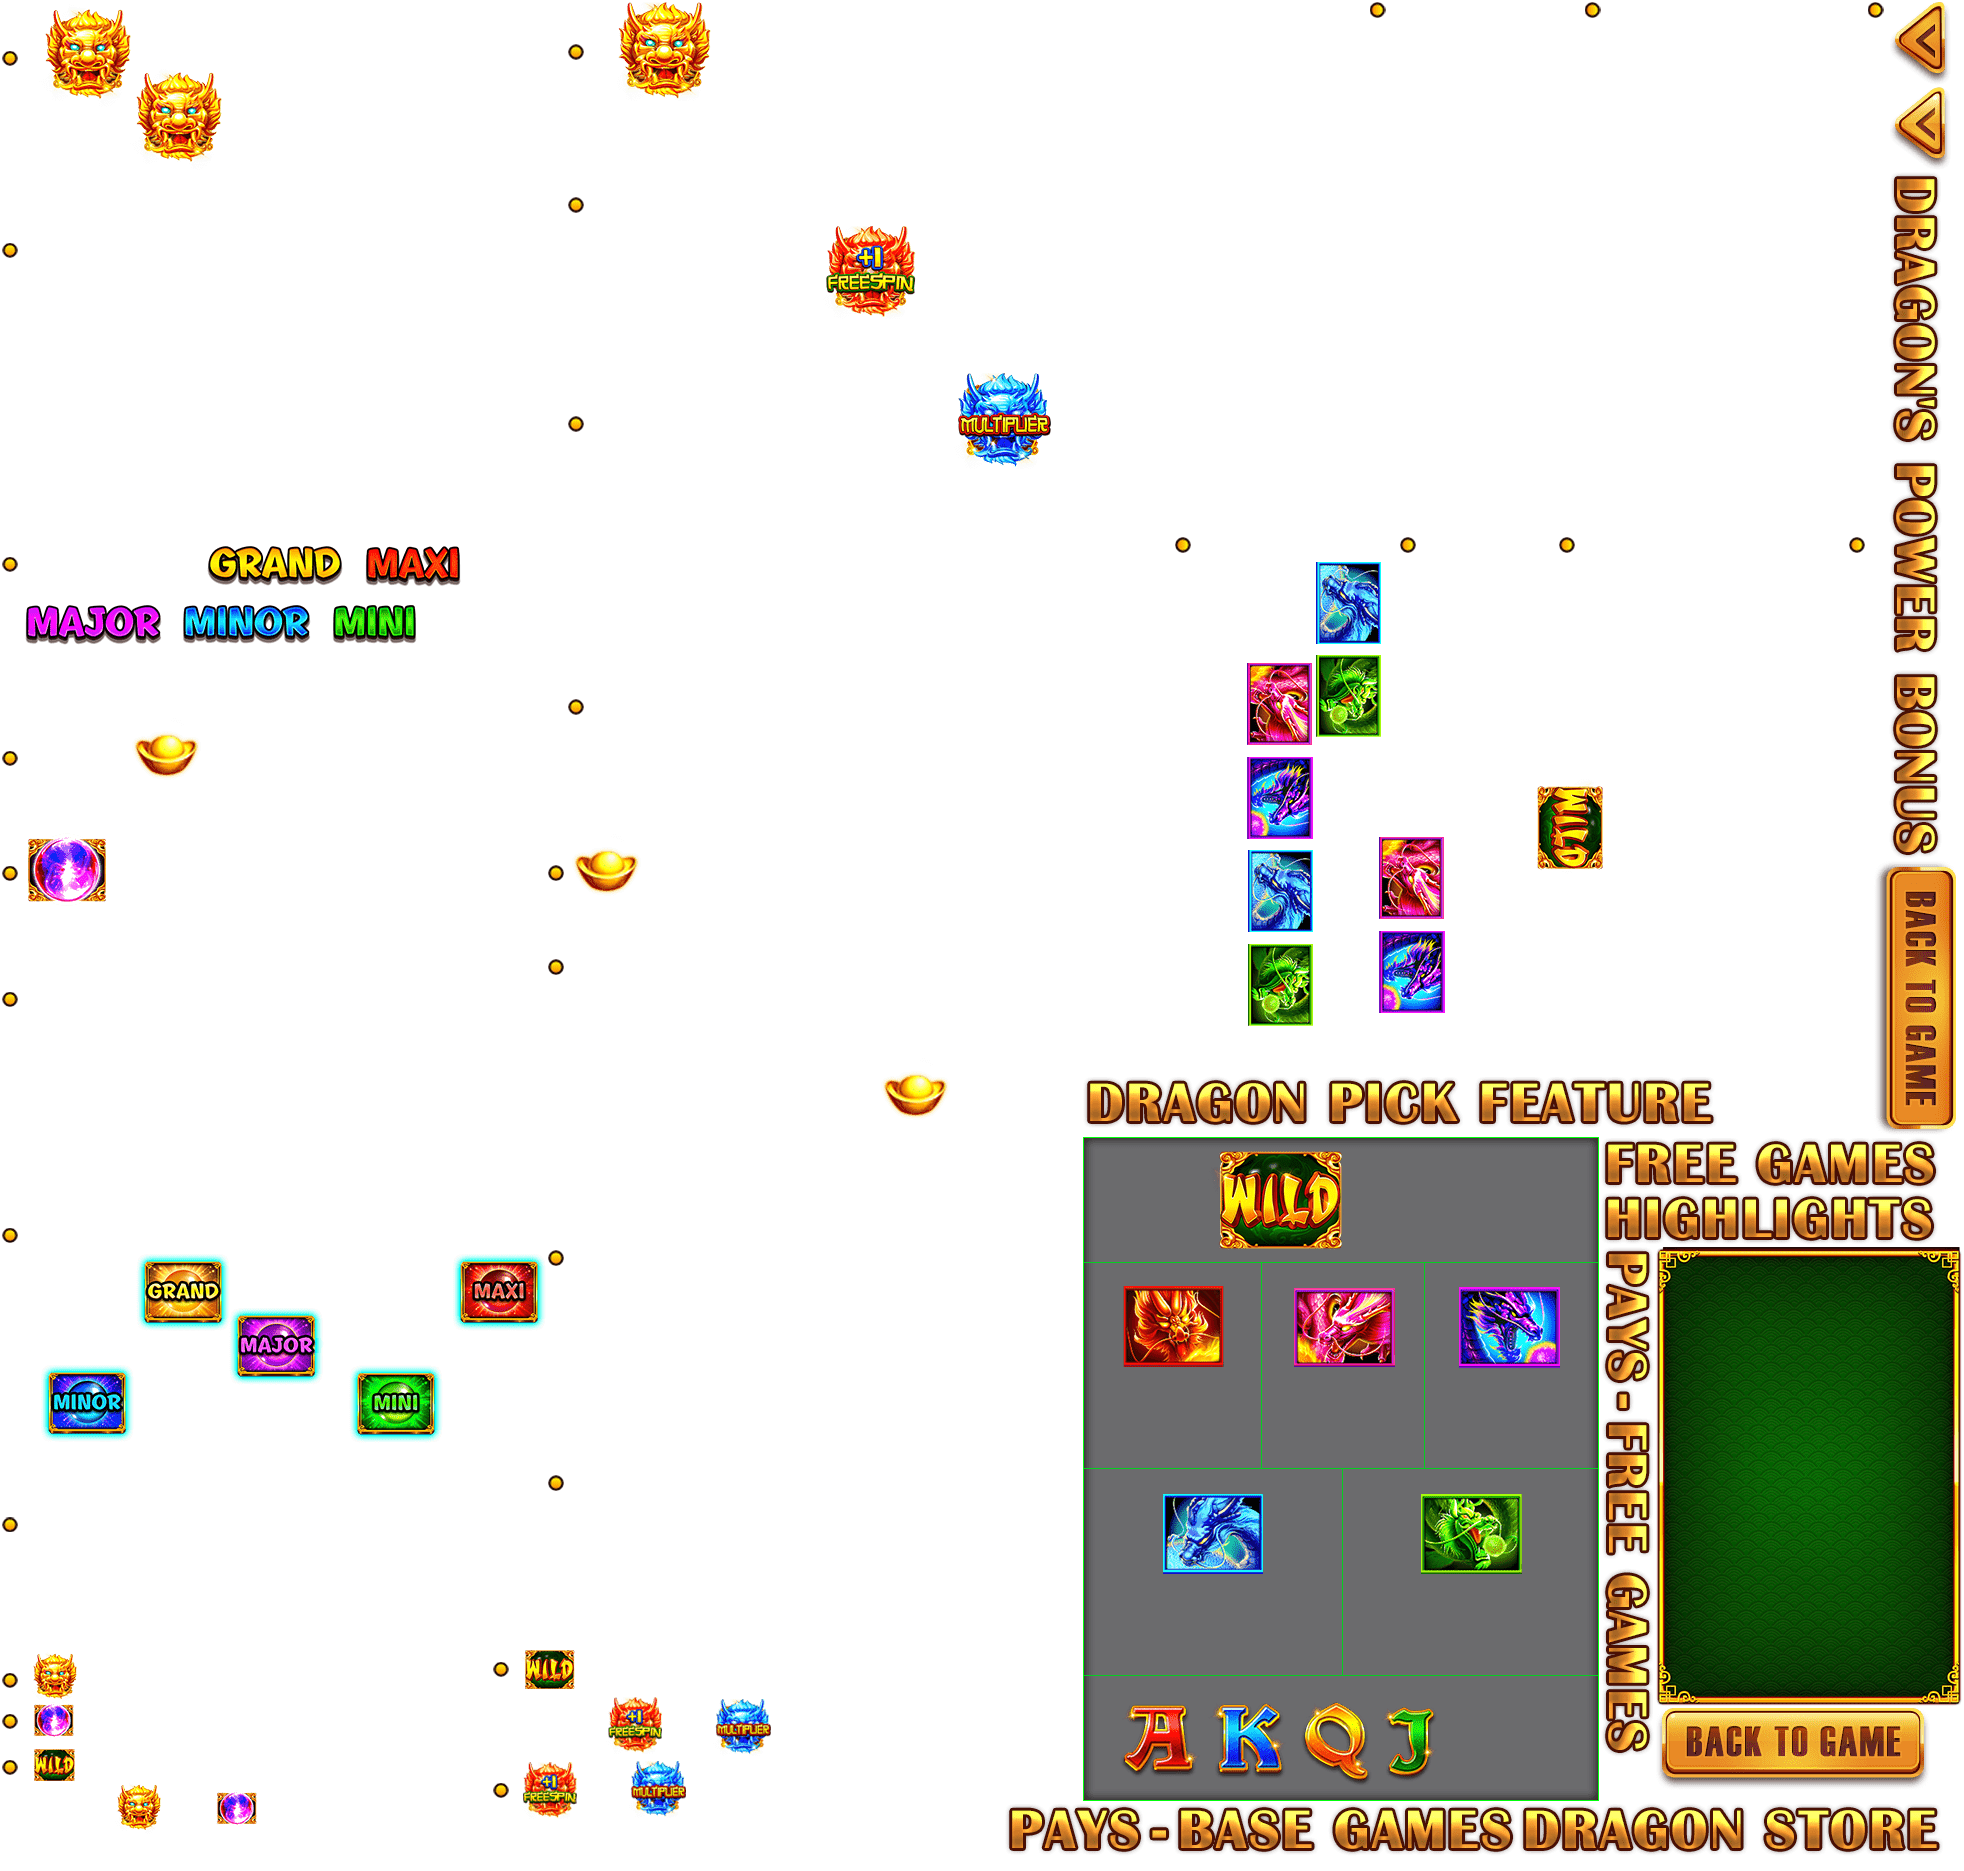 +1
FREESPIN
MULTIPLIER
GRAND MAXI
MAJOR MINOR MINI
WILD
DRAGON'S POWER BONUS
BACK TO GAME
DRAGON PICK FEATURE
FREE GAMES
HIGHLIGHTS
WILD
PAYS - FREE GAMES
GRAND
MAXI
MAJOR
MINOR
MINI
WILD
+1
FREESPIN
MULTIPLIER
WILD
+1
FREESPIN
MULTIPLIER
A K Q J
BACK TO GAME
PAYS - BASE GAMES
DRAGON STORE